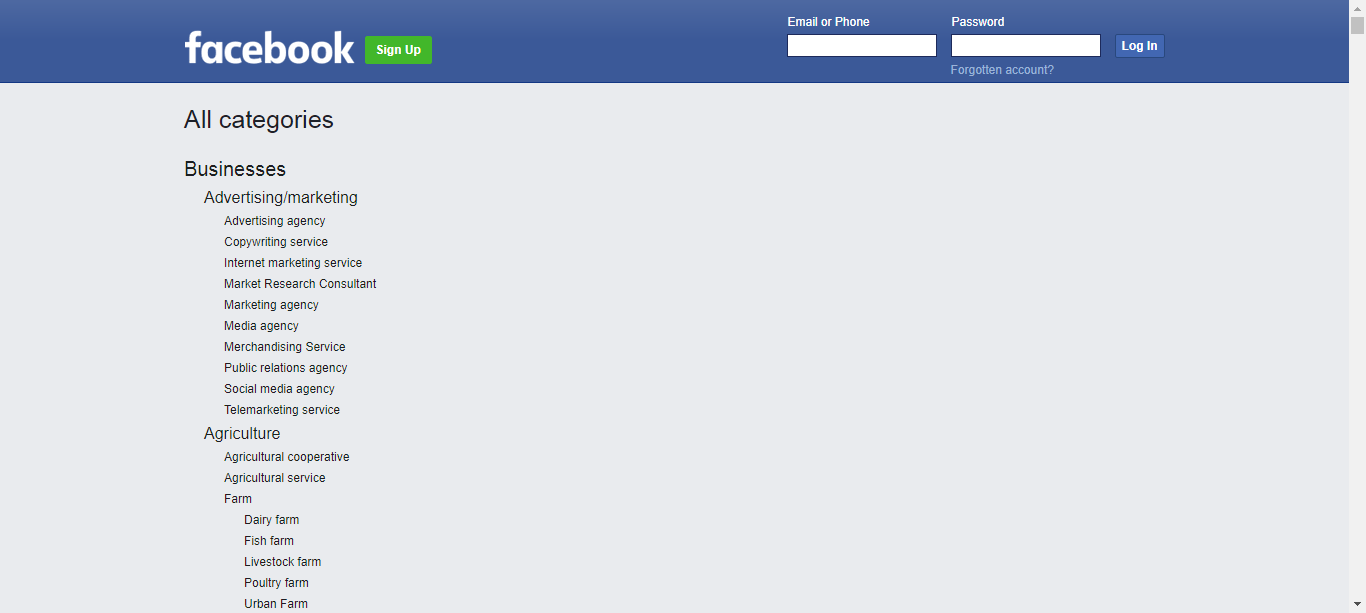 Email or Phone
Password
facebook
Sign Up
Log In
Forgotten account?
All categories
Businesses
Advertising/marketing
Advertising agency
Copywriting service
Internet marketing service
Market Research Consultant
Marketing agency
Media agency
Merchandising Service
Public relations agency
Social media agency
Telemarketing service
Agriculture
Agricultural cooperative
Agricultural service
Farm
Dairy farm
Fish farm
Livestock farm
Poultry farm
Urban Farm